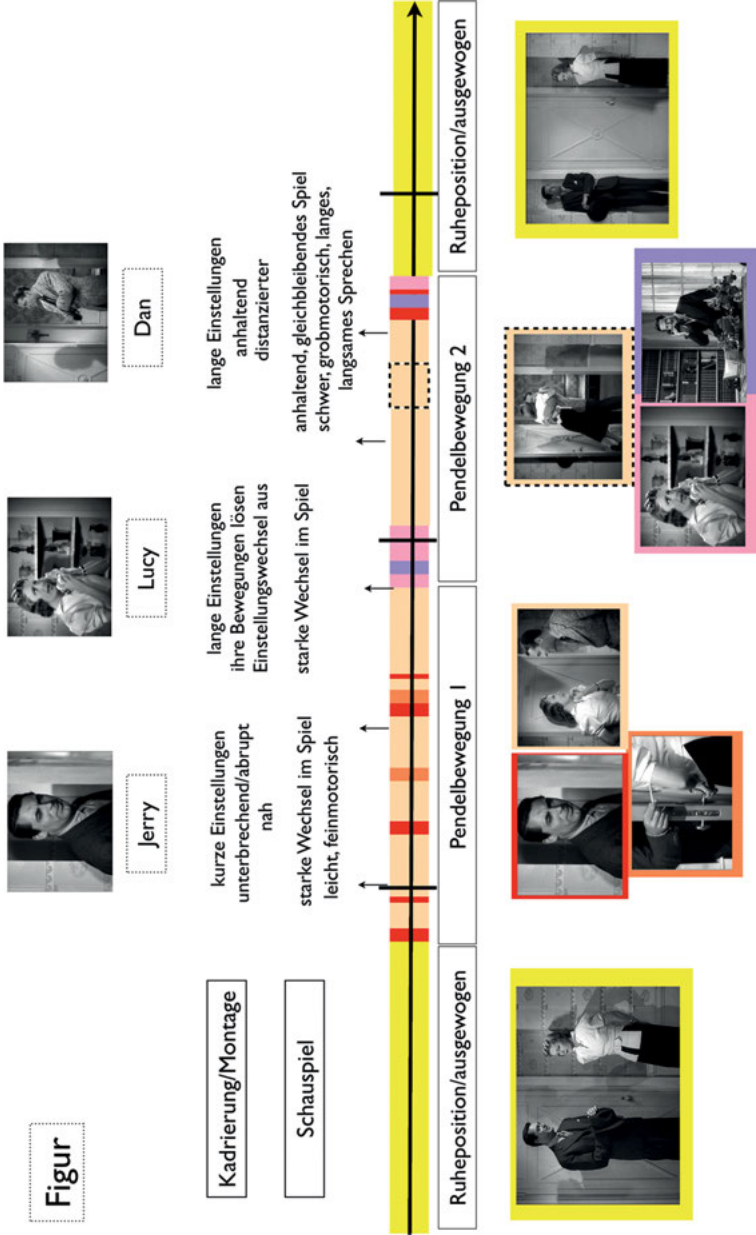 Figur
Jerry
Lucy
Dan
Kadrierung/Montage
kurze Einstellungen
unterbrechend/abrupt
nah
lange Einstellungen
ihre Bewegungen lösen
Einstellungswechsel aus
lange Einstellungen
anhaltend
distanzierter
Schauspiel
starke Wechsel im Spiel
leicht, feinmotorisch
starke Wechsel im Spiel
anhaltend, gleichbleibendes Spiel
schwer, grobmotorisch, langes,
langsames Sprechen
Ruheposition/ausgewogen
Pendelbewegung 1
Pendelbewegung 2
Ruheposition/ausgewogen